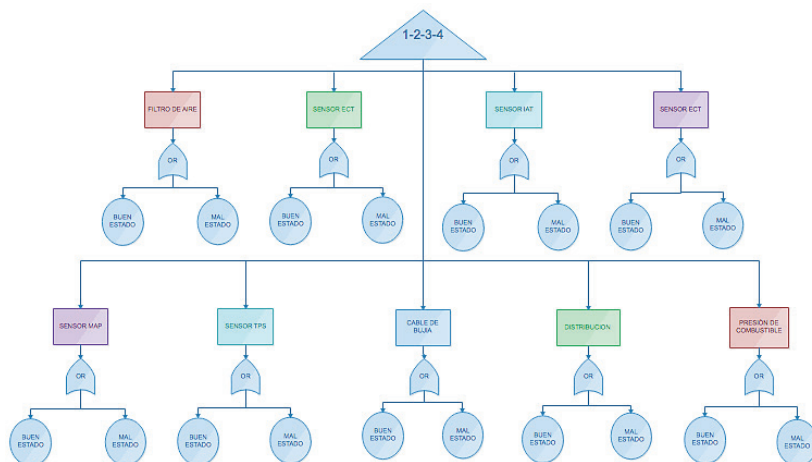 1-2-3-4
FILTRO DE AIRE
SENSOR ECT
SENSOR IAT
SENSOR ECT
OR
OR
OR
OR
BUEN
ESTADO
MAL
ESTADO
BUEN
ESTADO
MAL
ESTADO
BUEN
ESTADO
MAL
ESTADO
BUEN
ESTADO
MAL
ESTADO
SENSOR MAP
SENSOR TPS
CABLE DE
BUJIA
DISTRIBUCION
PRESIÓN DE
COMBUSTIBLE
OR
OR
OR
OR
OR
BUEN
ESTADO
MAL
ESTADO
BUEN
ESTADO
MAL
ESTADO
BUEN
ESTADO
MAL
ESTADO
BUEN
ESTADO
MAL
ESTADO
BUEN
ESTADO
MAL
ESTADO